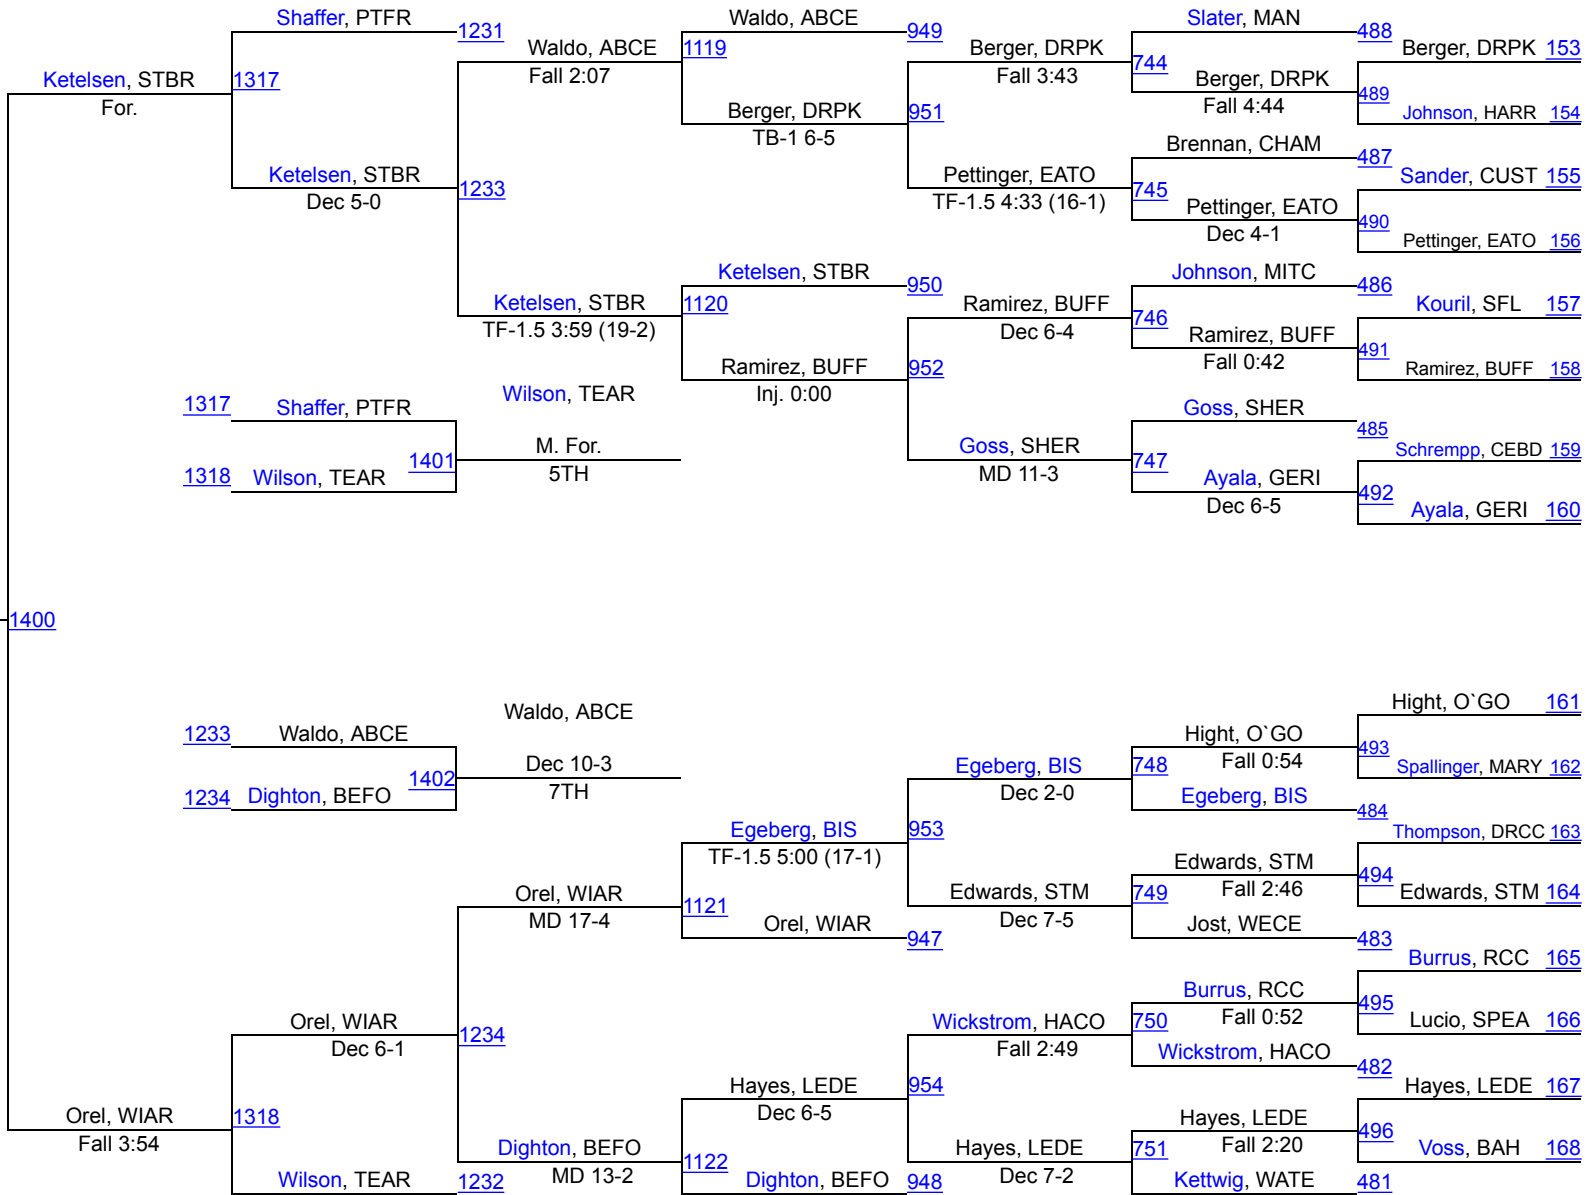 Shaffer, PTFR
1231
Waldo, ABCE
949
Slater, MAN
488
Waldo, ABCE
1119
Berger, DRPK
Berger, DRPK 153
Fall 2:07
Fall 3:43
744
Ketelsen, STBR
1317
Berger, DRPK
489
For.
Fall 4:44
Berger, DRPK
951
Johnson, HARR 154
TB-1 6-5
Brennan, CHAM
487
Ketelsen, STBR
1233
Pettinger, EATO
745
Sander, CUST 155
Dec 5-0
TF-1.5 4:33 (16-1)
Pettinger, EATO
490
Dec 4-1
Pettinger, EATO 156
Ketelsen, STBR
950
Johnson, MITC
486
Ketelsen, STBR
1120
Ramirez, BUFF
746
Kouril, SFL 157
TF-1.5 3:59 (19-2)
Dec 6-4
Ramirez, BUFF
491
Fall 0:42
Ramirez, BUFF
952
Ramirez, BUFF 158
Inj. 0:00
Wilson, TEAR
1317
Shaffer, PTFR
Goss, SHER
485
M. For.
Goss, SHER
747
Schrempp, CEBD 159
1401
5TH
MD 11-3
1318
Wilson, TEAR
Ayala, GERI
492
Dec 6-5
Ayala, GERI 160
1400
Waldo, ABCE
Hight, O`GO 161
1233
Waldo, ABCE
Hight, O`GO
493
Fall 0:54
Dec 10-3
Egeberg, BIS
748
Spallinger, MARY 162
1402
7TH
Dec 2-0
1234
Dighton, BEFO
Egeberg, BIS
484
Egeberg, BIS
953
Thompson, DRCC 163
TF-1.5 5:00 (17-1)
Edwards, STM
494
Orel, WIAR
1121
Edwards, STM
749
Fall 2:46
Edwards, STM 164
MD 17-4
Dec 7-5
Orel, WIAR
947
Jost, WECE
483
Burrus, RCC 165
Burrus, RCC
495
Orel, WIAR
1234
Wickstrom, HACO
750
Fall 0:52
Lucio, SPEA 166
Dec 6-1
Fall 2:49
Wickstrom, HACO
482
Hayes, LEDE
954
Hayes, LEDE 167
Dec 6-5
Orel, WIAR
1318
Hayes, LEDE
496
Fall 3:54
Fall 2:20
Dighton, BEFO
1122
Hayes, LEDE
751
Voss, BAH 168
MD 13-2
Dec 7-2
Wilson, TEAR
1232
Dighton, BEFO 948
Kettwig, WATE
481